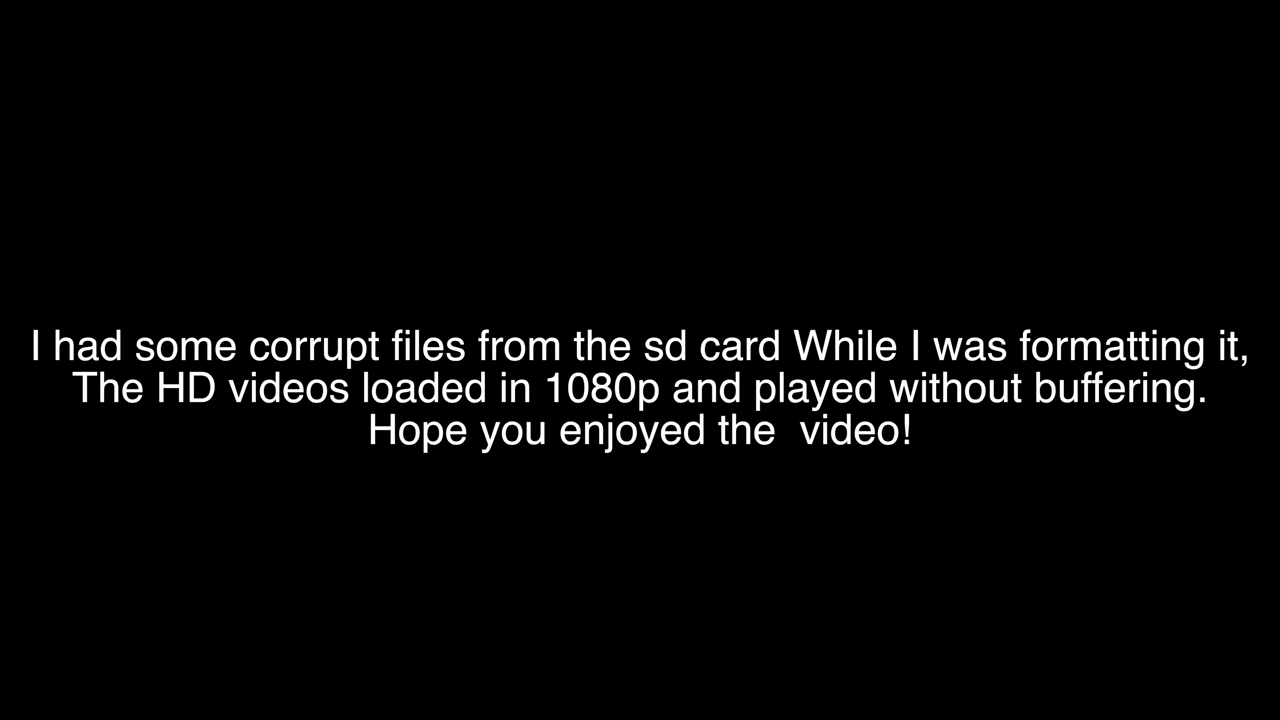 I had some corrupt files from the sd card While I was formatting it,
The HD videos loaded in 1080p and played without buffering.
Hope you enjoyed the  video!